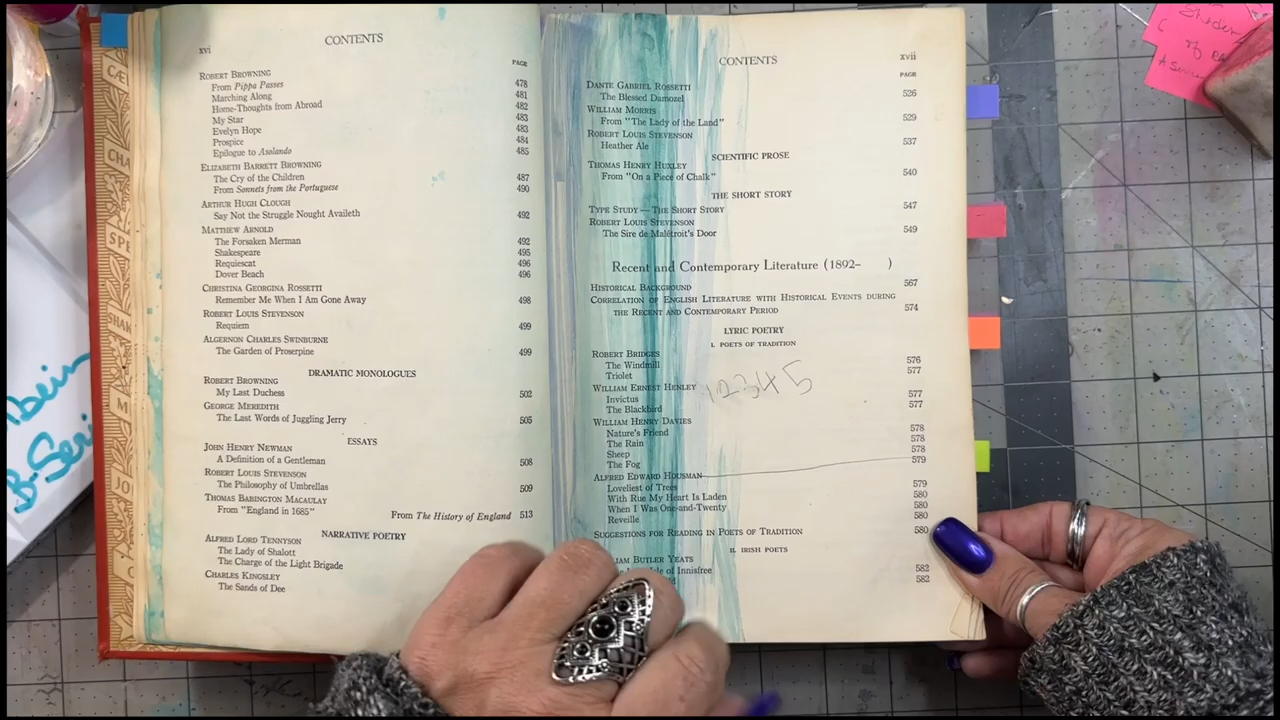 xvi
CONTENTS
PAGE
ROBERT BROWNING
From Pippa Passes 478
Marching Along 481
Home-Thoughts from Abroad 482
My Star 483
Evelyn Hope 483
Prospice 484
Epilogue to Asolando 485
ELIZABETH BARRETT BROWNING
The Cry of the Children 487
From Sonnets from the Portuguese 490
ARTHUR HUGH CLOUGH
Say Not the Struggle Nought Availeth 492
MATTHEW ARNOLD
The Forsaken Merman 492
Shakespeare 495
Requiescat 496
Dover Beach 496
CHRISTINA GEORGINA ROSSETTI
Remember Me When I Am Gone Away 498
ROBERT LOUIS STEVENSON
Requiem 499
ALGERNON CHARLES SWINBURNE
The Garden of Proserpine 499
DRAMATIC MONOLOGUES
ROBERT BROWNING
My Last Duchess 502
GEORGE MEREDITH
The Last Words of Juggling Jerry 505
ESSAYS
JOHN HENRY NEWMAN
A Definition of a Gentleman 508
ROBERT LOUIS STEVENSON
The Philosophy of Umbrellas 509
THOMAS BABINGTON MACAULAY
From "England in 1685" From The History of England 513
NARRATIVE POETRY
ALFRED LORD TENNYSON
The Lady of Shalott
The Charge of the Light Brigade
CHARLES KINGSLEY
The Sands of Dee
CONTENTS
xvii
PAGE
DANTE GABRIEL ROSSETTI
The Blessed Damozel 526
WILLIAM MORRIS
From "The Lady of the Land" 529
ROBERT LOUIS STEVENSON
Heather Ale 537
SCIENTIFIC PROSE
THOMAS HENRY HUXLEY
From "On a Piece of Chalk" 540
THE SHORT STORY
TYPE STUDY — THE SHORT STORY 547
ROBERT LOUIS STEVENSON
The Sire de Malétroit's Door 549
Recent and Contemporary Literature (1892– )
HISTORICAL BACKGROUND 567
CORRELATION OF ENGLISH LITERATURE WITH HISTORICAL EVENTS DURING
THE RECENT AND CONTEMPORARY PERIOD 574
LYRIC POETRY
I. POETS OF TRADITION
ROBERT BRIDGES
The Windmill 576
Triolet 577
WILLIAM ERNEST HENLEY
12345
Invictus 577
The Blackbird 577
WILLIAM HENRY DAVIES
Nature's Friend 578
The Rain 578
Sheep 578
The Fog 579
ALFRED EDWARD HOUSMAN
Loveliest of Trees 579
With Rue My Heart Is Laden 580
When I Was One-and-Twenty 580
Reveille 580
SUGGESTIONS FOR READING IN POETS OF TRADITION 580
II. IRISH POETS
BUTLER YEATS
Isle of Innisfree 582
582